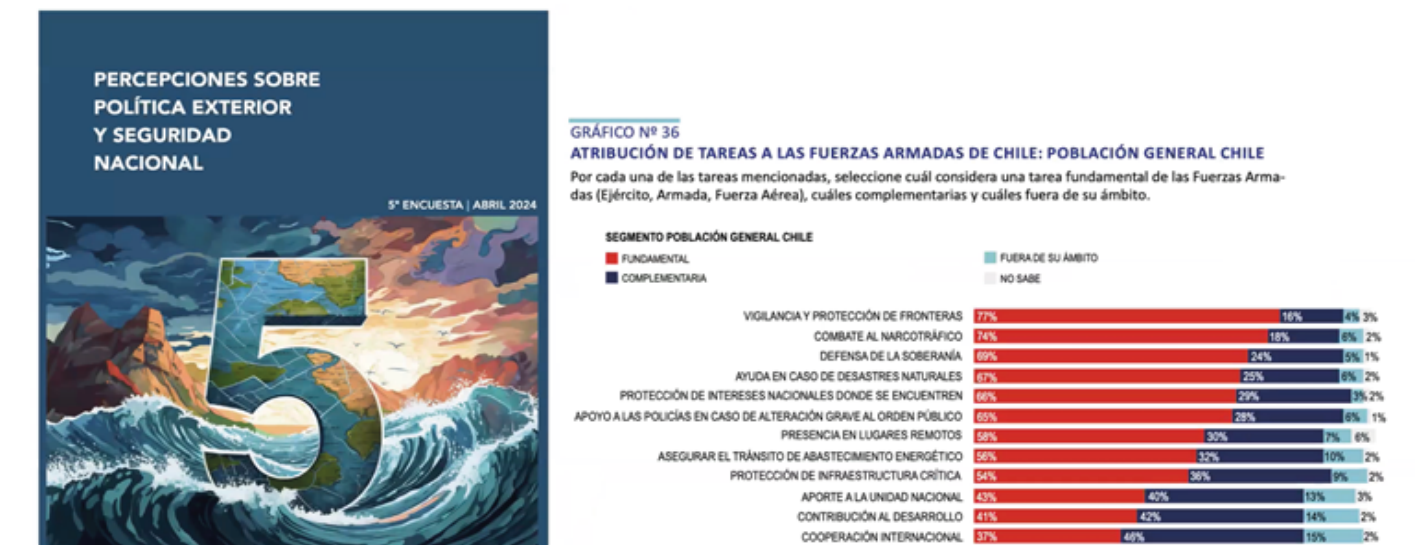 PERCEPCIONES SOBRE
POLÍTICA EXTERIOR
Y SEGURIDAD
NACIONAL
5ª ENCUESTA | ABRIL 2024
5
GRÁFICO Nº 36
ATRIBUCIÓN DE TAREAS A LAS FUERZAS ARMADAS DE CHILE: POBLACIÓN GENERAL CHILE
Por cada una de las tareas mencionadas, seleccione cuál considera una tarea fundamental de las Fuerzas Arma-
das (Ejército, Armada, Fuerza Aérea), cuáles complementarias y cuáles fuera de su ámbito.
SEGMENTO POBLACIÓN GENERAL CHILE
FUNDAMENTAL
COMPLEMENTARIA
FUERA DE SU ÁMBITO
NO SABE
VIGILANCIA Y PROTECCIÓN DE FRONTERAS 77% 16% 4% 3%
COMBATE AL NARCOTRÁFICO 74% 18% 6% 2%
DEFENSA DE LA SOBERANÍA 69% 24% 5% 1%
AYUDA EN CASO DE DESASTRES NATURALES 67% 25% 6% 2%
PROTECCIÓN DE INTERESES NACIONALES DONDE SE ENCUENTREN 66% 29% 3% 2%
APOYO A LAS POLICÍAS EN CASO DE ALTERACIÓN GRAVE AL ORDEN PÚBLICO 65% 28% 6% 1%
PRESENCIA EN LUGARES REMOTOS 58% 30% 7% 6%
ASEGURAR EL TRÁNSITO DE ABASTECIMIENTO ENERGÉTICO 56% 32% 10% 2%
PROTECCIÓN DE INFRAESTRUCTURA CRÍTICA 54% 36% 9% 2%
APORTE A LA UNIDAD NACIONAL 43% 40% 13% 3%
CONTRIBUCIÓN AL DESARROLLO 41% 42% 14% 2%
COOPERACIÓN INTERNACIONAL 37% 46% 15% 2%